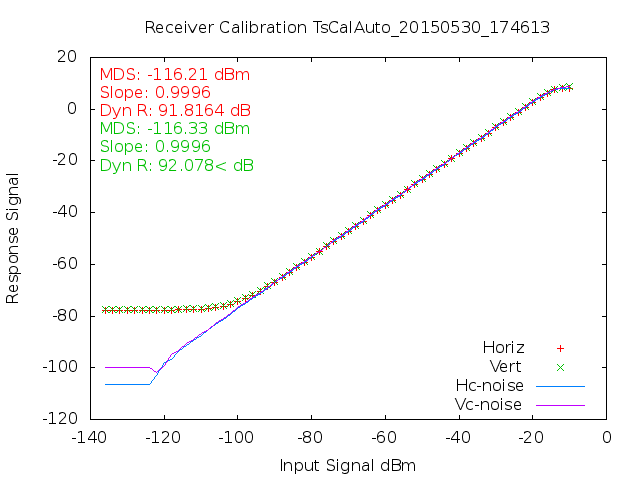 Receiver Calibration TsCalAuto_20150530_174613
20
MDS: -116.21 dBm
Slope: 0.9996
Dyn R: 91.8164 dB
MDS: -116.33 dBm
Slope: 0.9996
Dyn R: 92.078< dB
0
-20
-40
-60
-80
-100
-120
Response Signal
Horiz
Vert
Hc-noise
Vc-noise
-140 -120 -100 -80 -60 -40 -20 0
Input Signal dBm